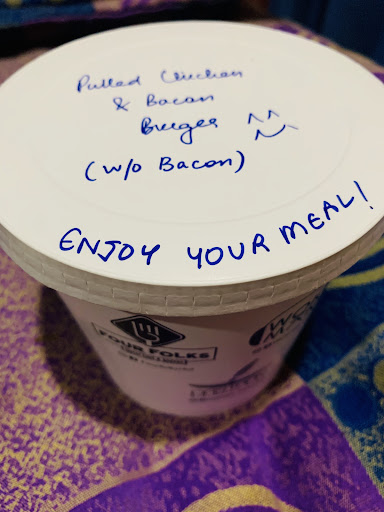 Pulled Chicken
& Bacon
Burger
(w/o Bacon)
ENJOY YOUR MEAL!
FOUR FOLKS